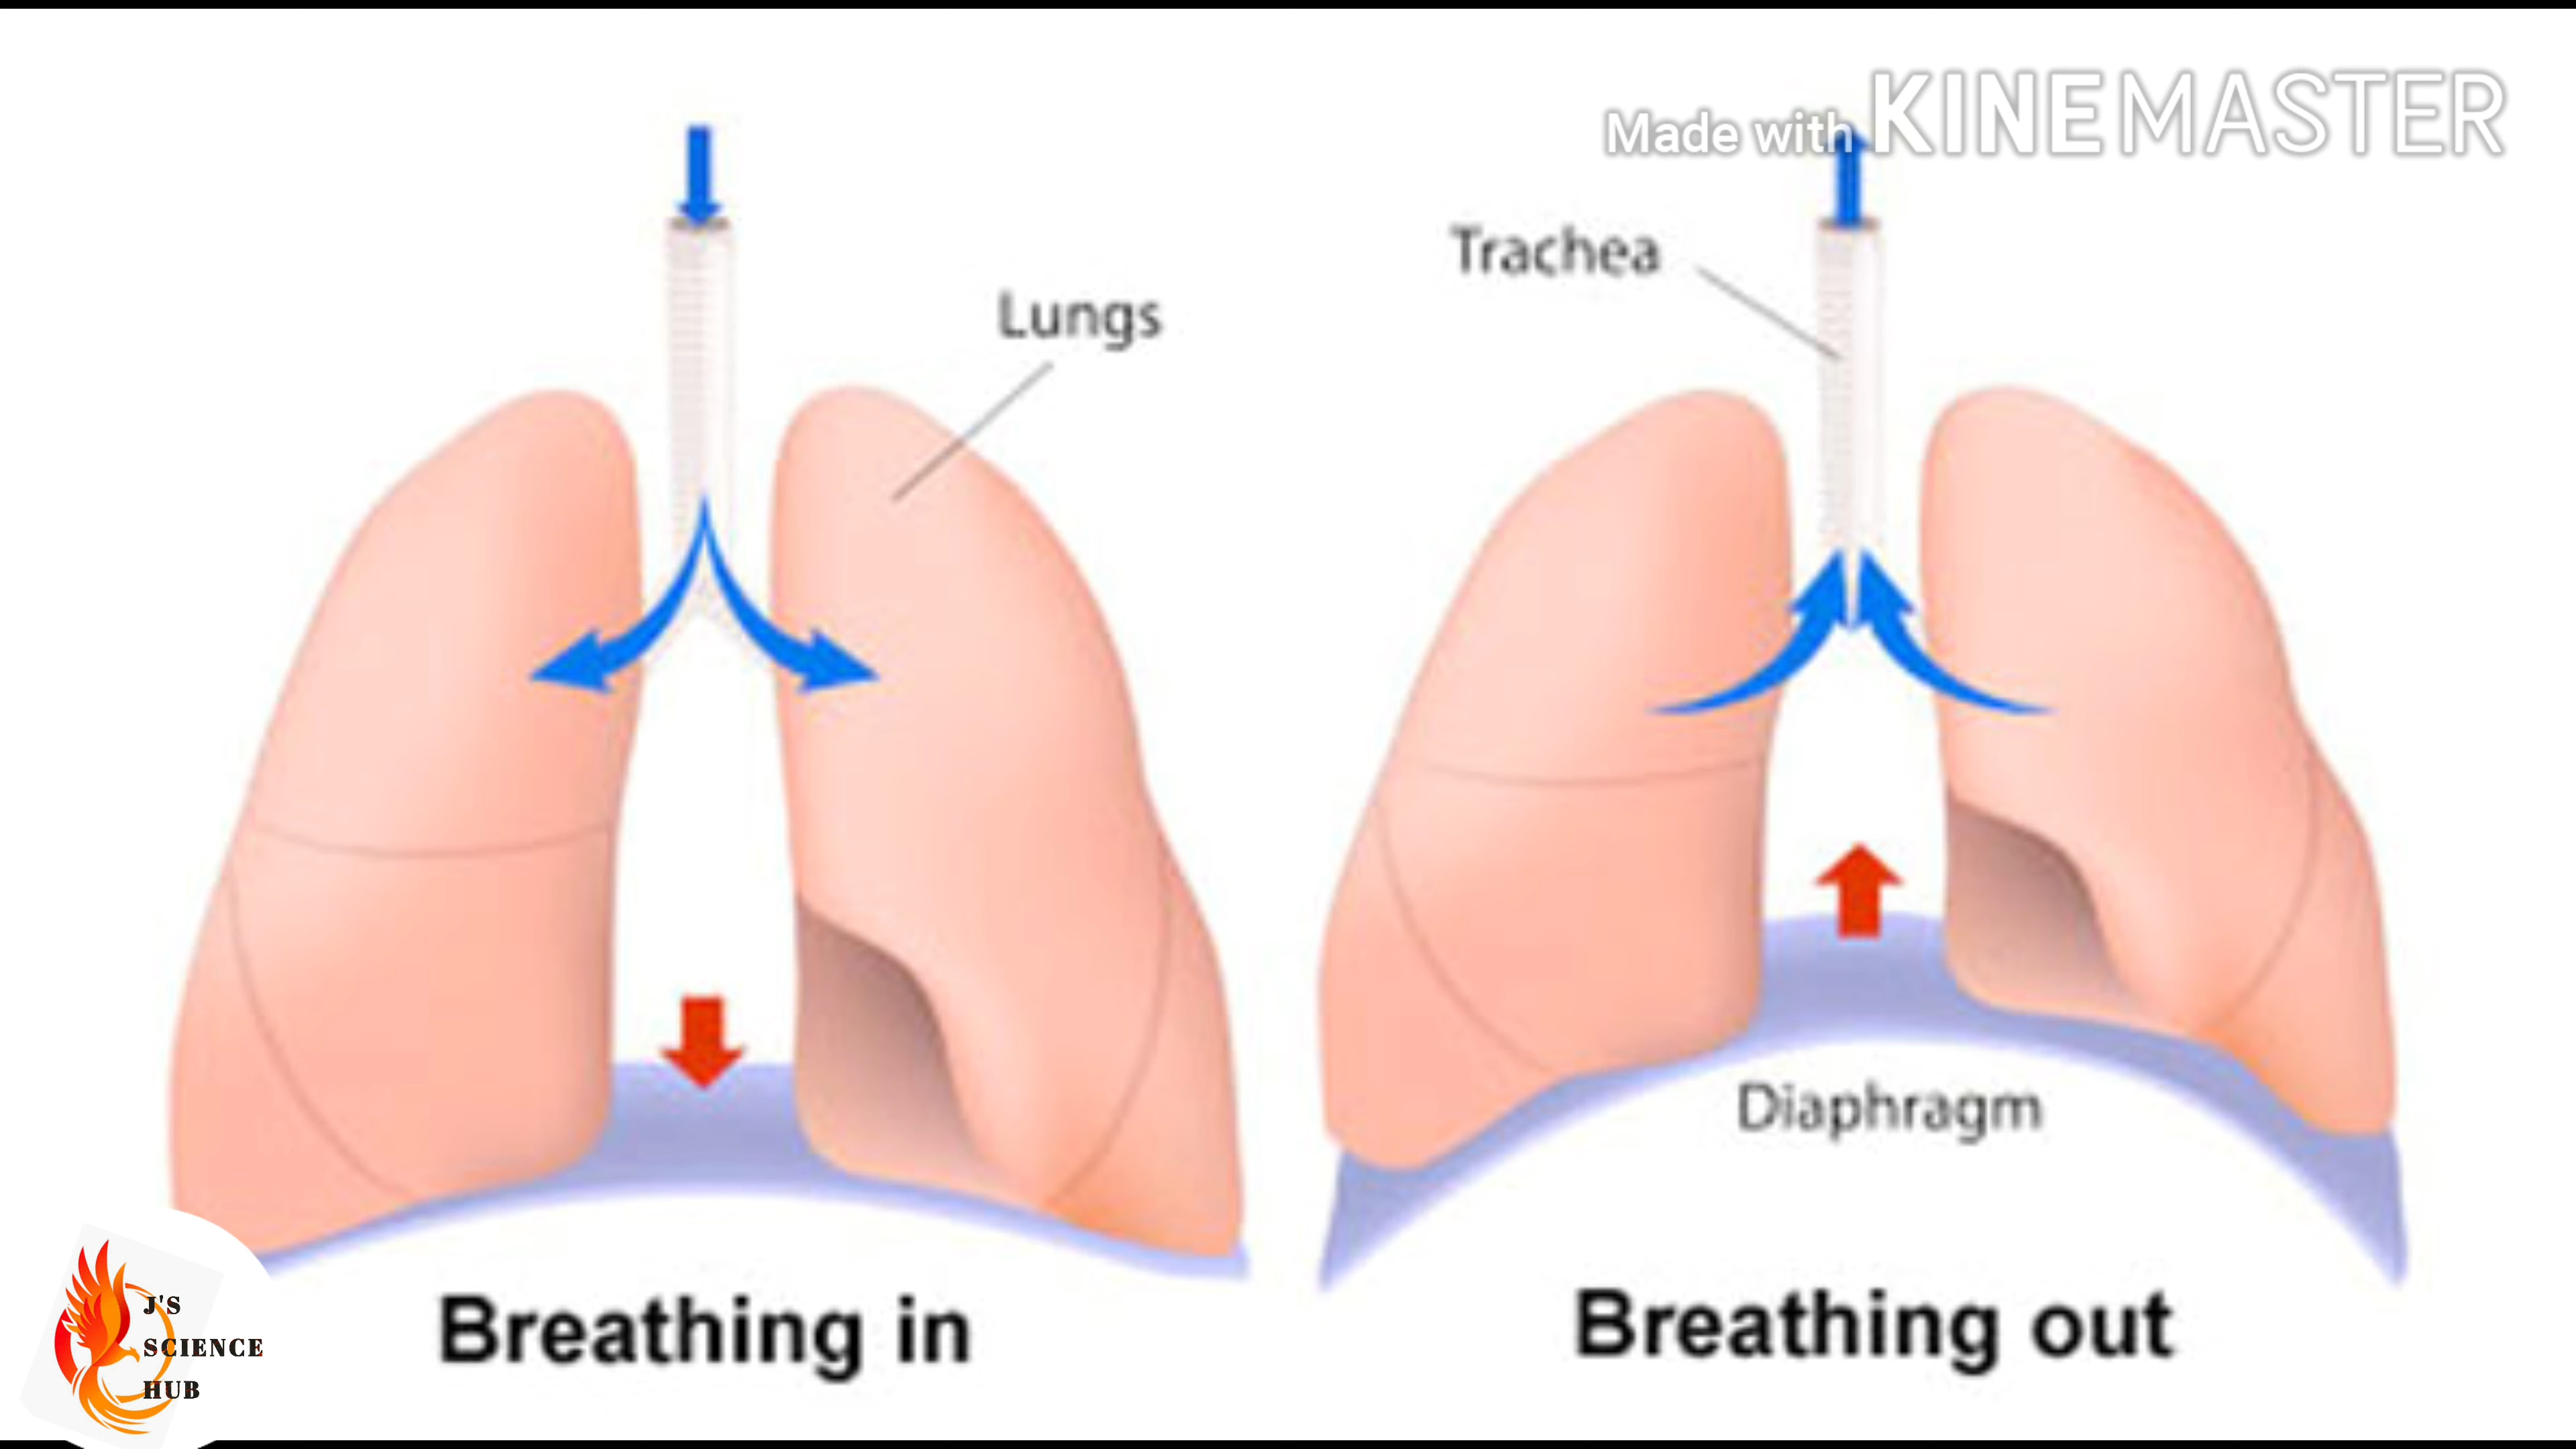 Made with KINEMASTER
Trachea
Lungs
Diaphragm
Breathing in
Breathing out
J'S
SCIENCE
HUB